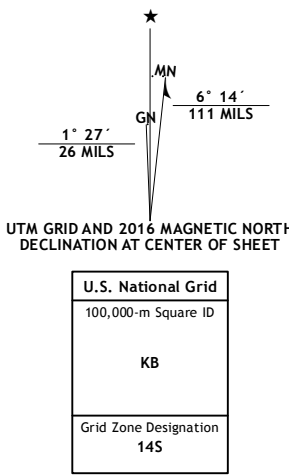 ★
.MN
GN
6° 14´
111 MILS
1° 27´
26 MILS
UTM GRID AND 2016 MAGNETIC NORTH
DECLINATION AT CENTER OF SHEET
U.S. National Grid
100,000-m Square ID
KB
Grid Zone Designation
14S